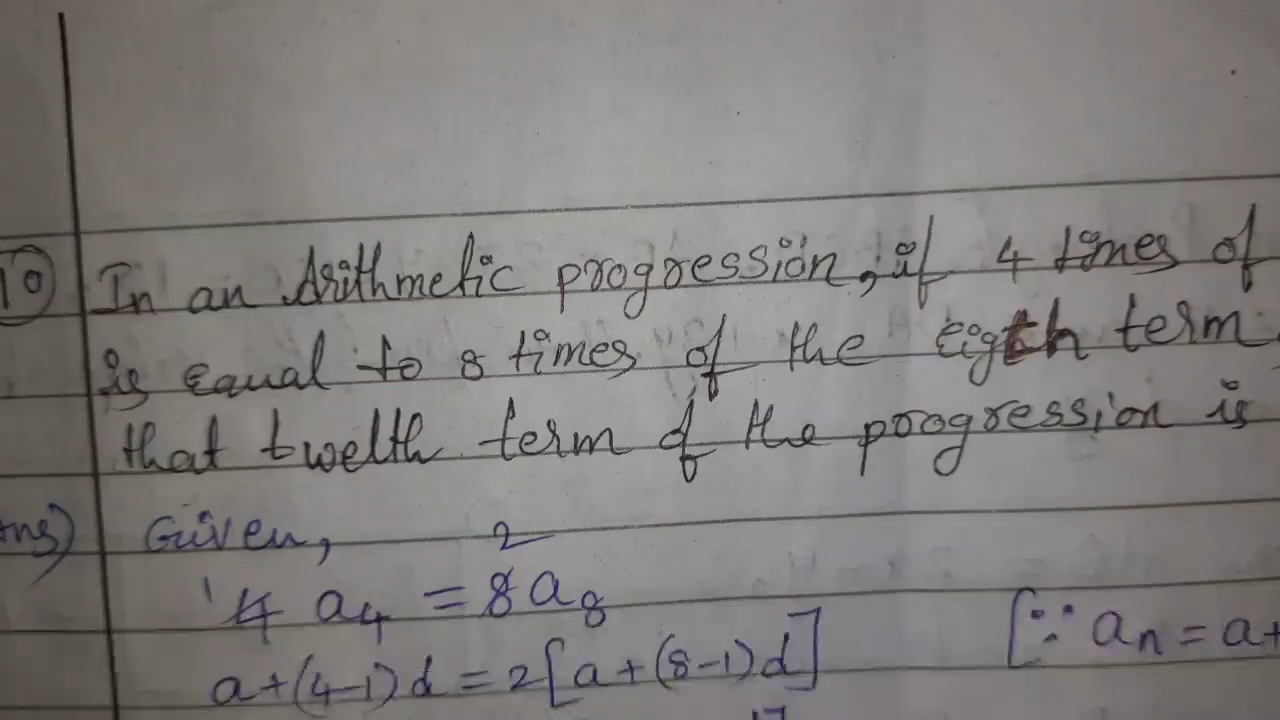 10) In an Arithmetic progression, if 4 times of
is equal to 8 times of the eigth term
that twelth term of the progression is
Ans) Given,
2
1 4 a4 = 8 a8
a+(4-1)d = 2[a+(8-1)d] [∵ an = a+